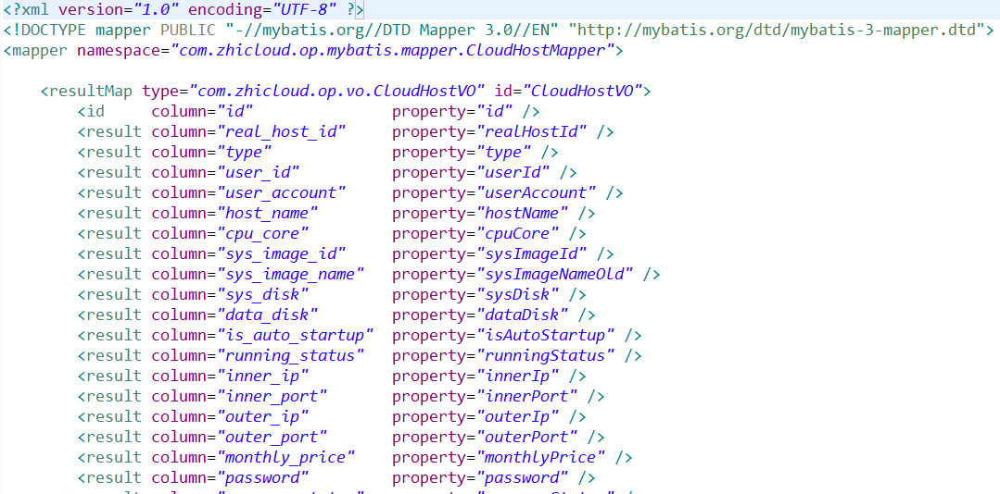 <?xml version="1.0" encoding="UTF-8" ?>
<!DOCTYPE mapper PUBLIC "-//mybatis.org//DTD Mapper 3.0//EN" "http://mybatis.org/dtd/mybatis-3-mapper.dtd">
<mapper namespace="com.zhicloud.op.mybatis.mapper.CloudHostMapper">
<resultMap type="com.zhicloud.op.vo.CloudHostVO" id="CloudHostVO">
<id column="id" property="id" />
<result column="real_host_id" property="realHostId" />
<result column="type" property="type" />
<result column="user_id" property="userId" />
<result column="user_account" property="userAccount" />
<result column="host_name" property="hostName" />
<result column="cpu_core" property="cpuCore" />
<result column="sys_image_id" property="sysImageId" />
<result column="sys_image_name" property="sysImageNameOld" />
<result column="sys_disk" property="sysDisk" />
<result column="data_disk" property="dataDisk" />
<result column="is_auto_startup" property="isAutoStartup" />
<result column="running_status" property="runningStatus" />
<result column="inner_ip" property="innerIp" />
<result column="inner_port" property="innerPort" />
<result column="outer_ip" property="outerIp" />
<result column="outer_port" property="outerPort" />
<result column="monthly_price" property="monthlyPrice" />
<result column="password" property="password" />